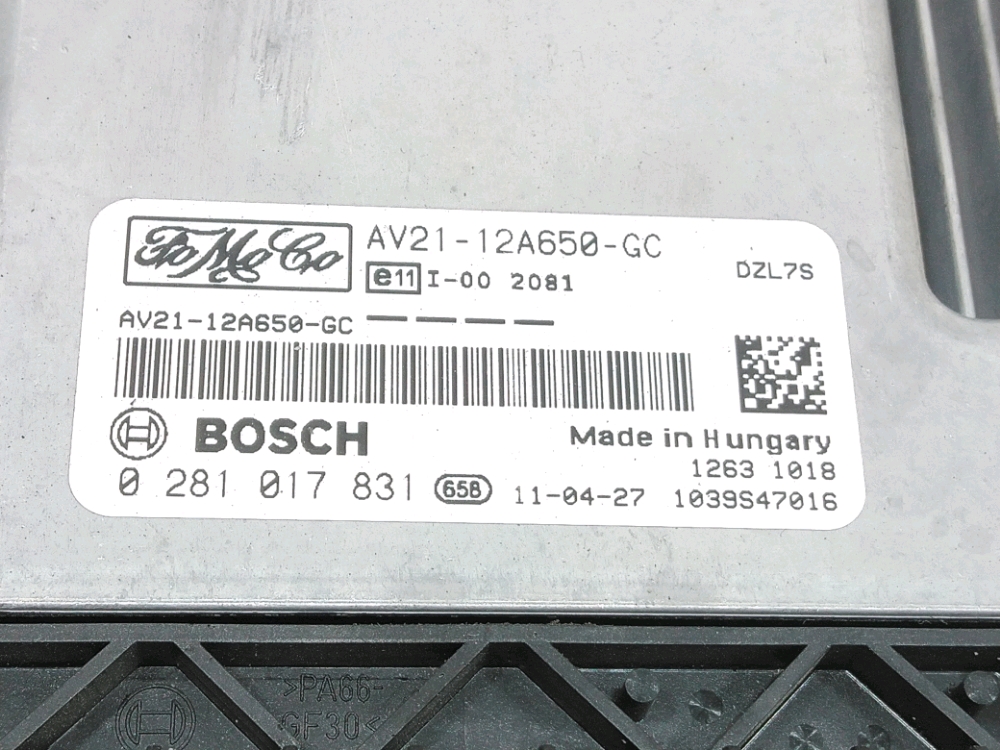 FoMoCo AV21-12A650-GC
e11 I-00 2081
DZL7S
AV21-12A650-GC
BOSCH
Made in Hungary
1263 1018
0 281 017 831 65B 11-04-27 1039S47016
>PA66-
GF30<